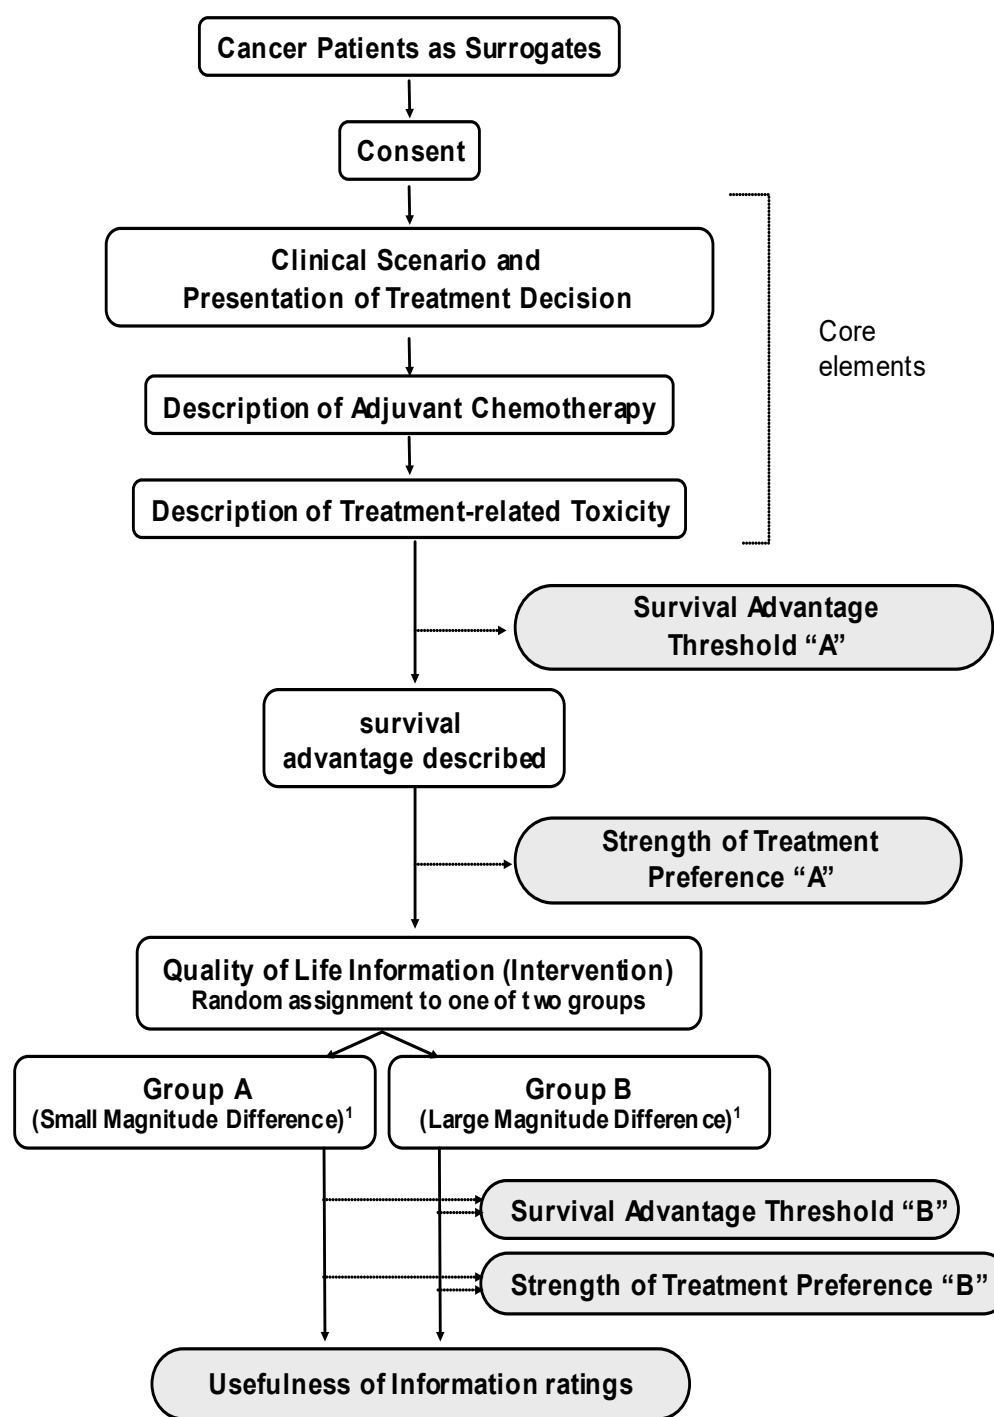 Cancer Patients as Surrogates
Consent
Clinical Scenario and
Presentation of Treatment Decision
Core
elements
Description of Adjuvant Chemotherapy
Description of Treatment-related Toxicity
Survival Advantage
Threshold “A”
survival
advantage described
Strength of Treatment
Preference “A”
Quality of Life Information (Intervention)
Random assignment to one of two groups
Group A
(Small Magnitude Difference)¹
Group B
(Large Magnitude Difference)¹
Survival Advantage Threshold “B”
Strength of Treatment Preference “B”
Usefulness of Information ratings